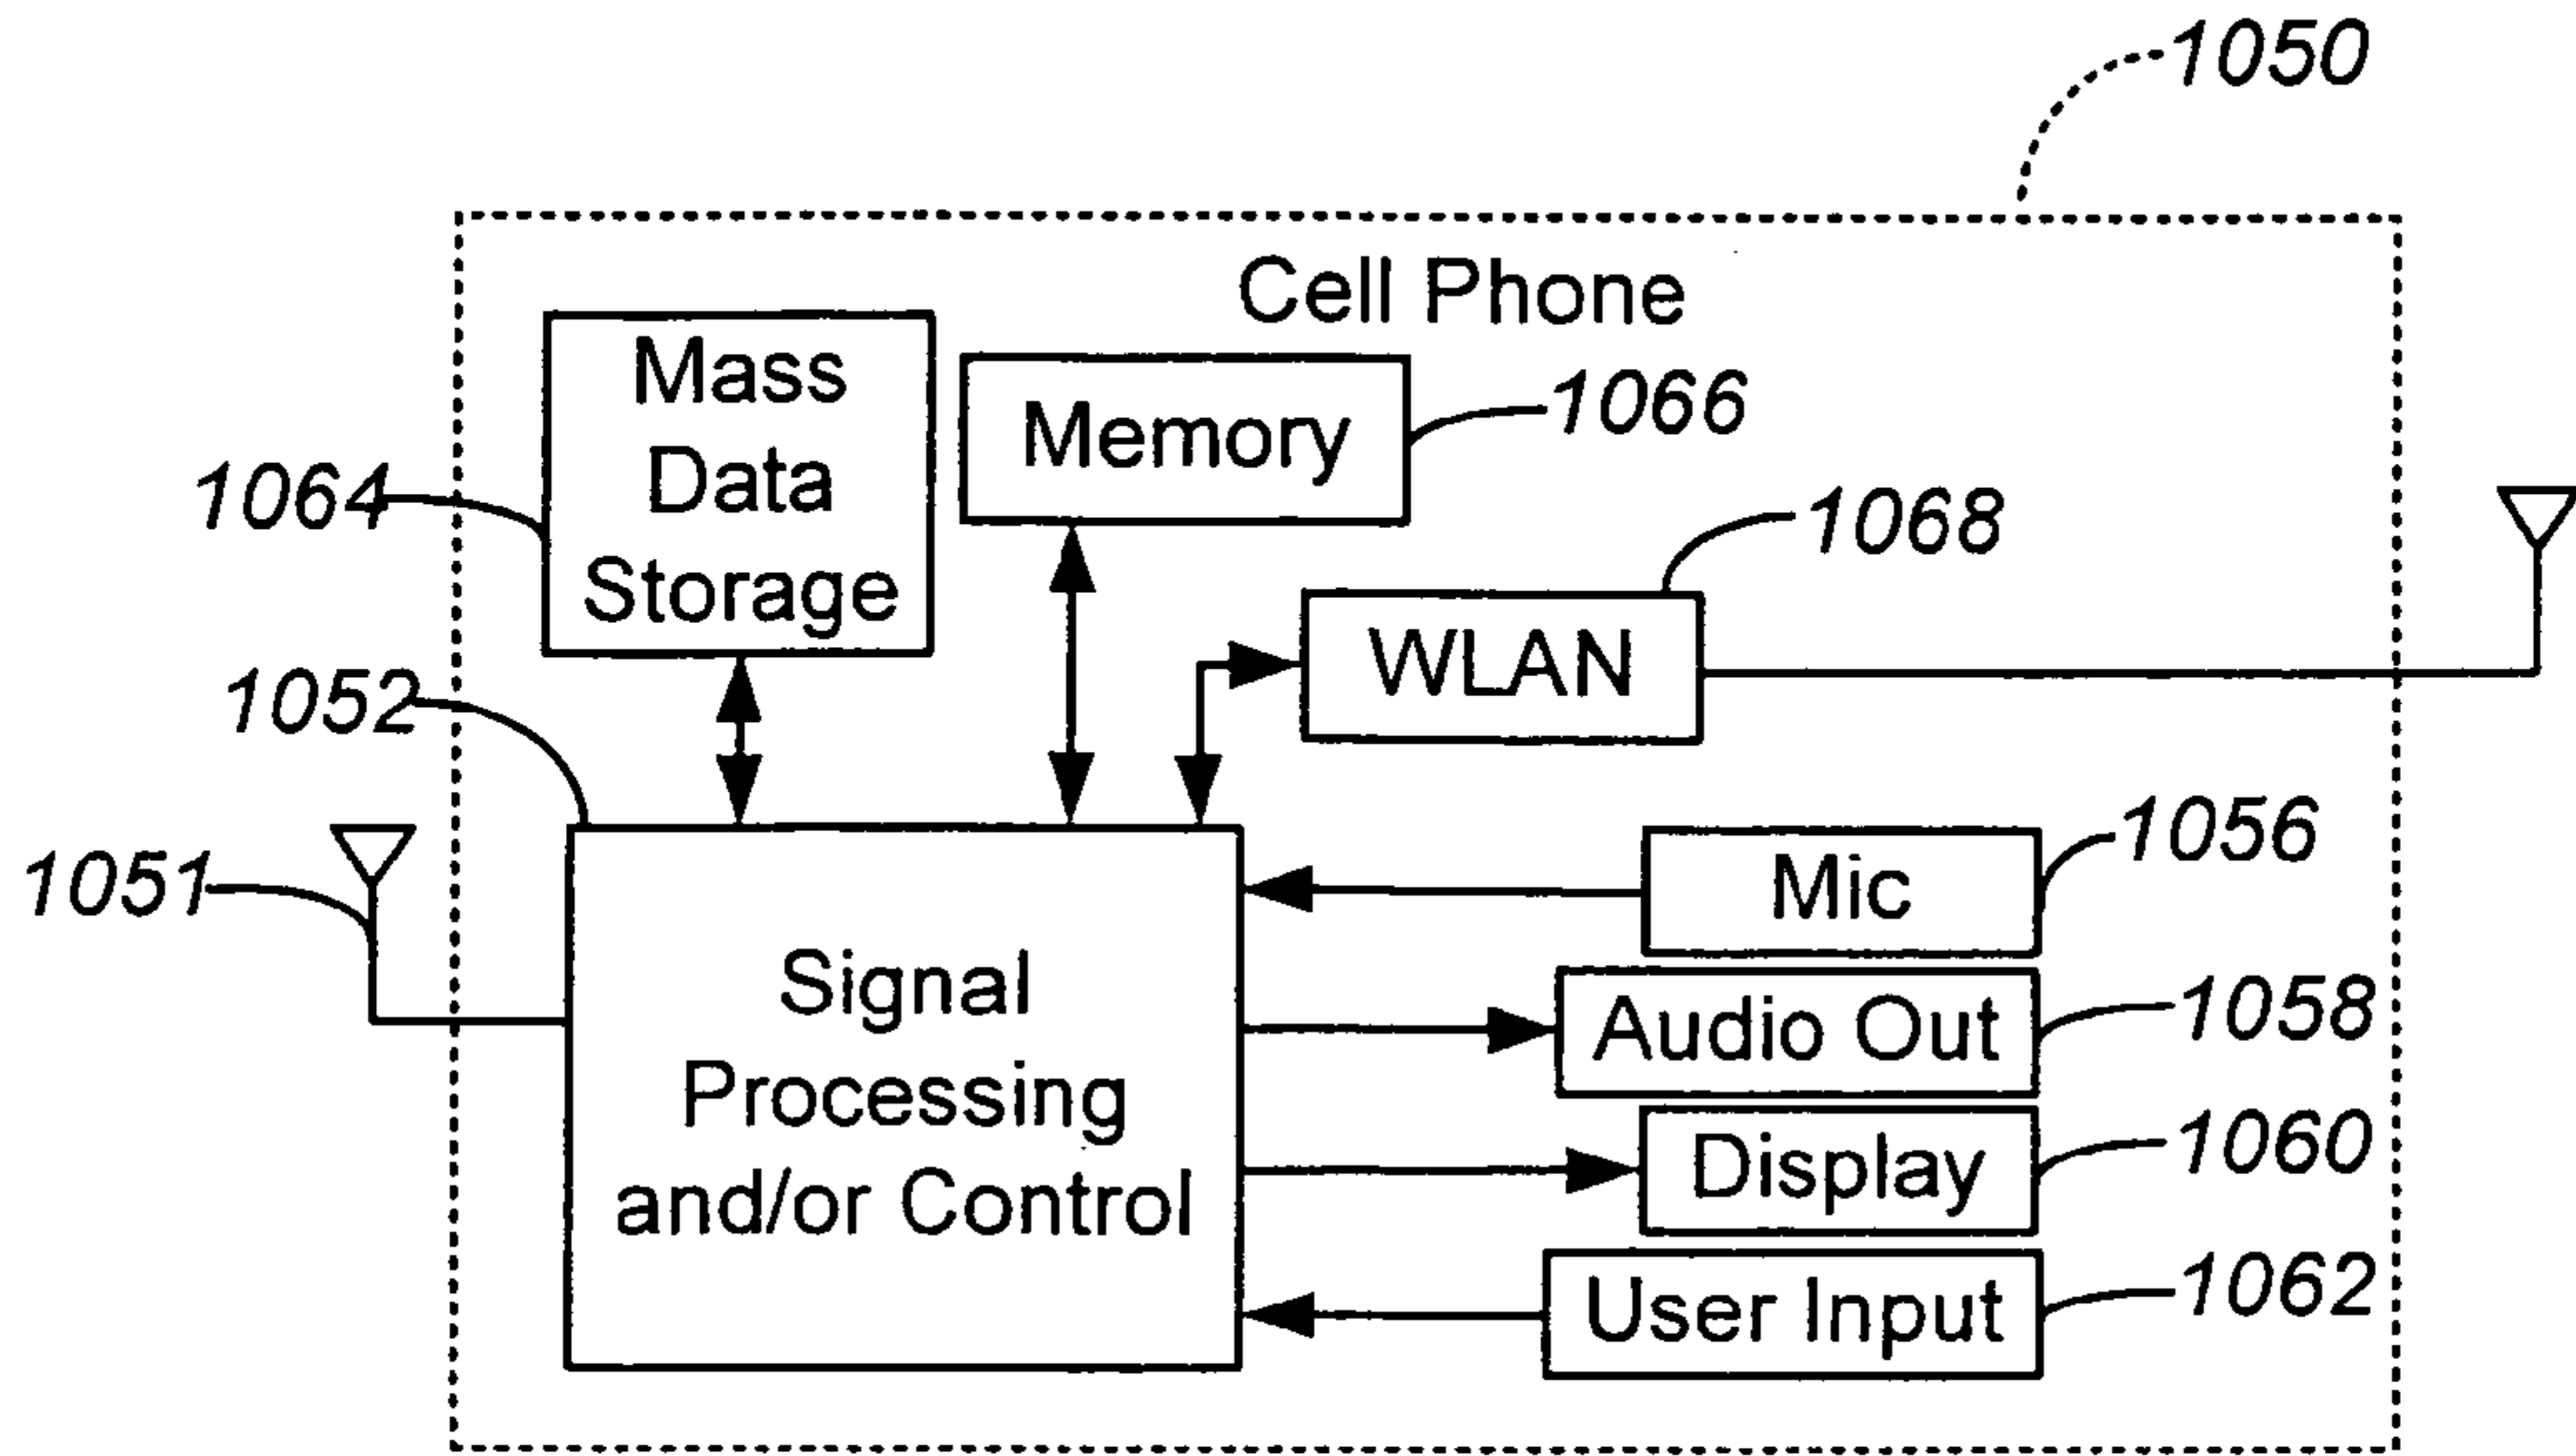 1050
Cell Phone
Mass
Data
Storage
1064
Memory
1066
WLAN
1068
1052
1051
Signal
Processing
and/or Control
Mic
1056
Audio Out
1058
Display
1060
User Input
1062